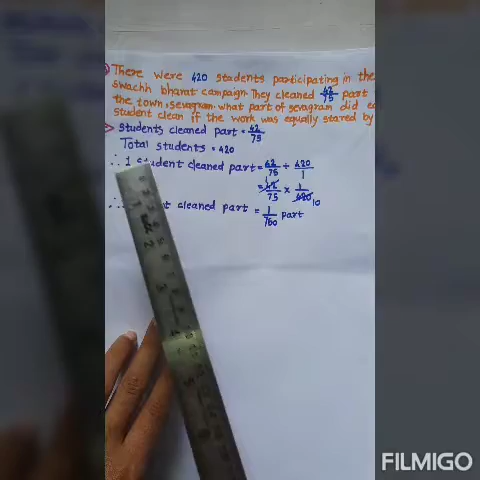 There were 420 students participating in the
swachh bharat campaign. They cleaned 42/75 part
the town, sevagram. what part of sevagram did
student clean if the work was equally stared by
students cleaned part = 42/75
Total students = 420
∴ 1 student cleaned part = 42/75 ÷ 420/1
= 42/75 × 1/420 10
∴ cleaned part = 1/750 part
FILMIGO